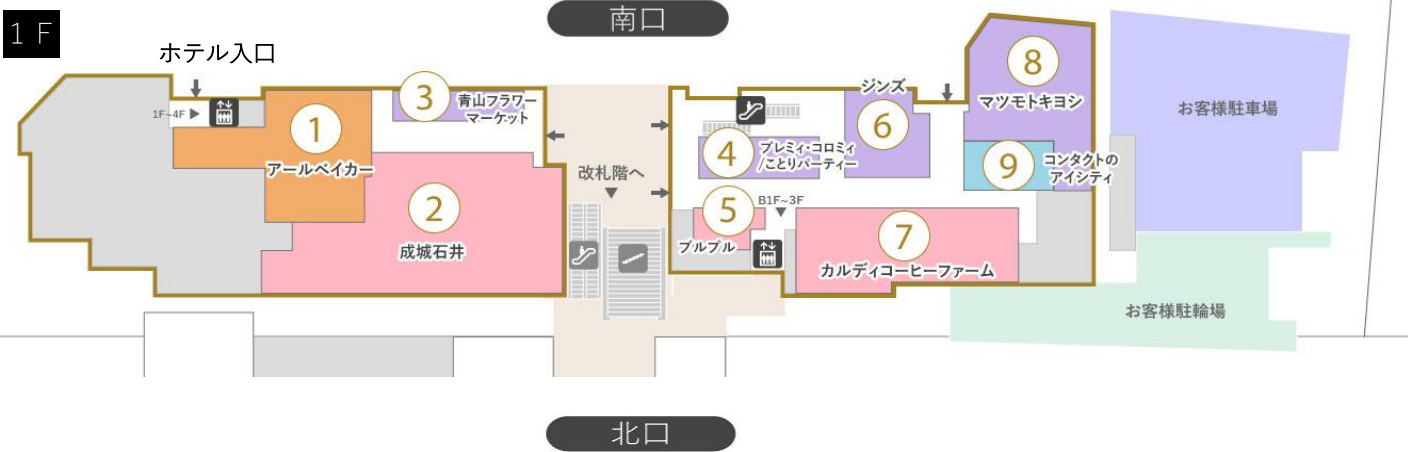 1F
南口
ホテル入口
1F~4F ▶
1
アールベイカー
2
成城石井
3
青山フラワー
マーケット
改札階へ
▼
4
プレミィ・コロミィ
/ことりパーティー
5
プルプル
B1F~3F
▼
ジンズ
6
7
カルディコーヒーファーム
8
マツモトキヨシ
9
コンタクトの
アイシティ
お客様駐車場
お客様駐輪場
北口